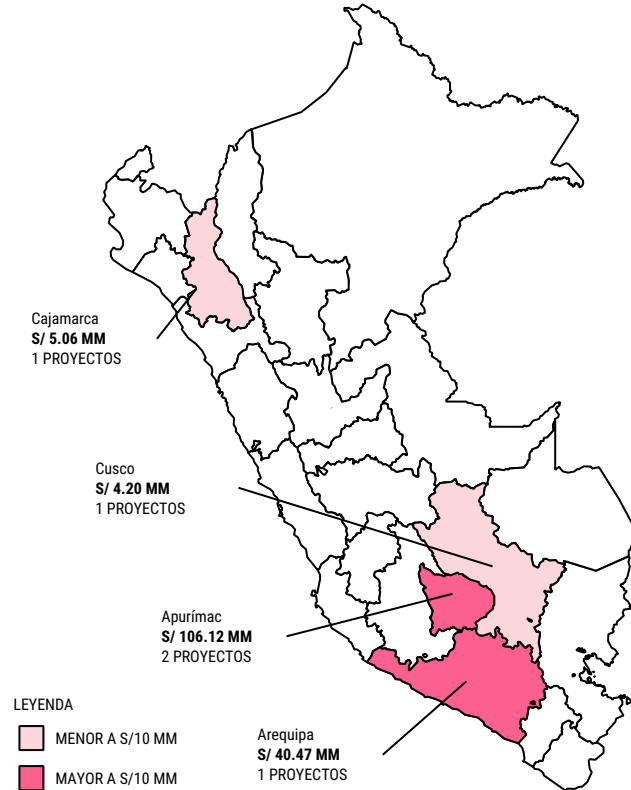 Cajamarca
S/ 5.06 MM
1 PROYECTOS
Cusco
S/ 4.20 MM
1 PROYECTOS
Apurímac
S/ 106.12 MM
2 PROYECTOS
Arequipa
S/ 40.47 MM
1 PROYECTOS
LEYENDA
MENOR A S/10 MM
MAYOR A S/10 MM